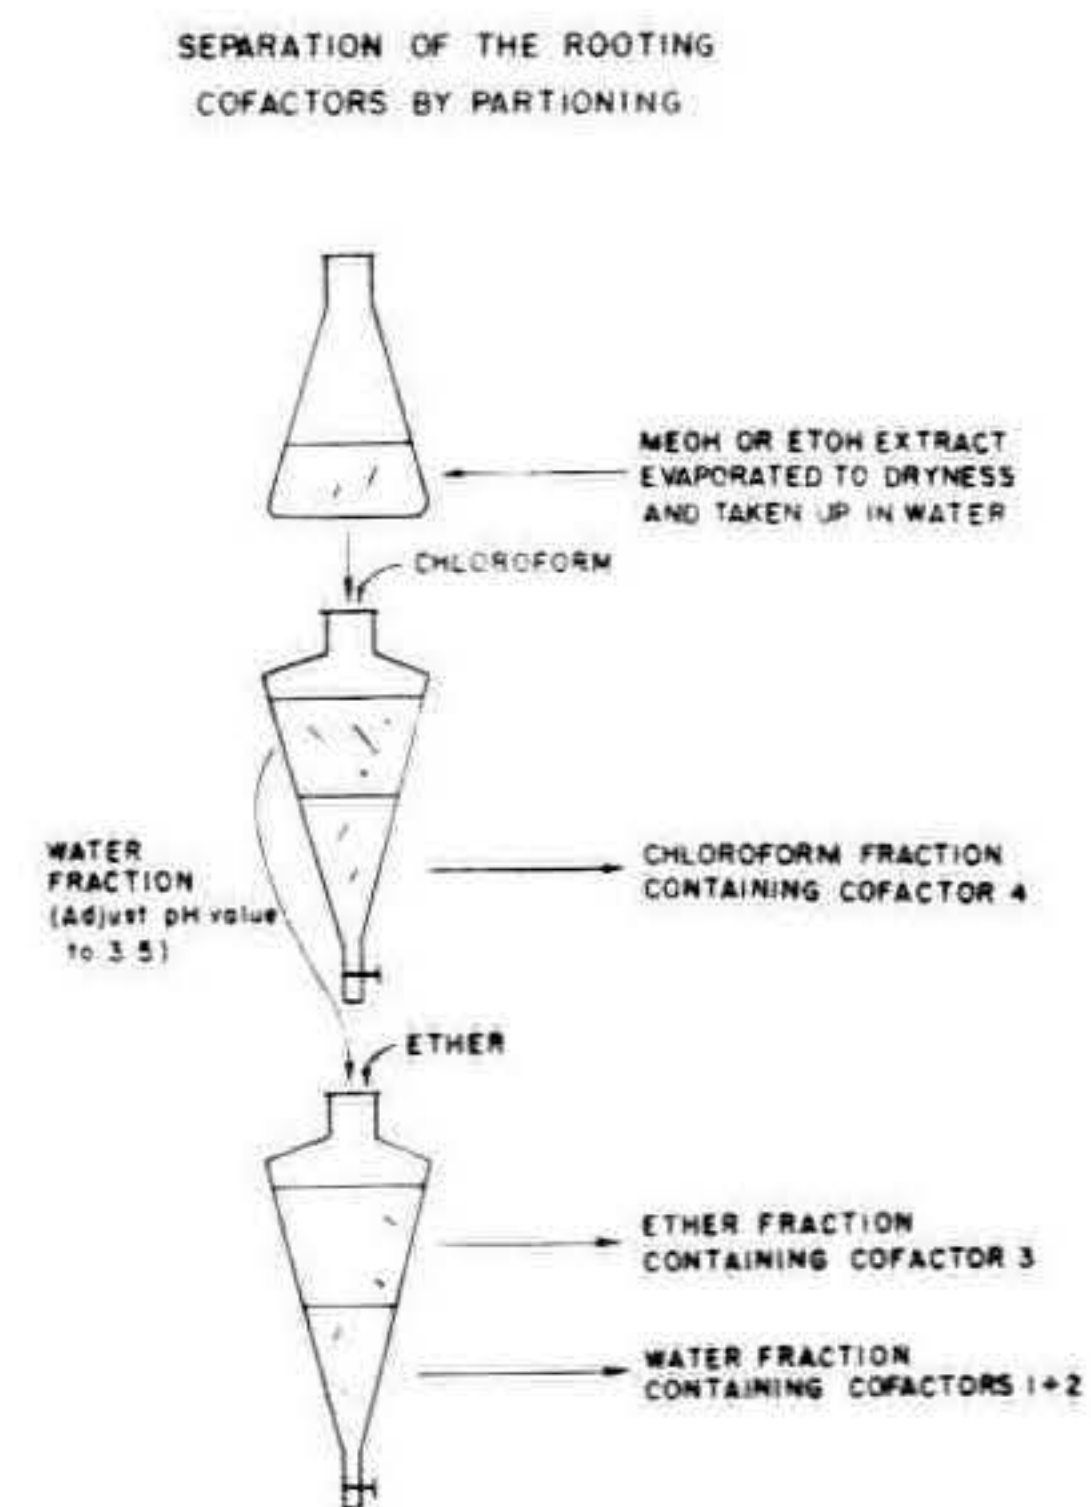 SEPARATION OF THE ROOTING
COFACTORS BY PARTIONING
MEOH OR ETOH EXTRACT
EVAPORATED TO DRYNESS
AND TAKEN UP IN WATER
CHLOROFORM
WATER
FRACTION
(Adjust pH value
to 3.5)
CHLOROFORM FRACTION
CONTAINING COFACTOR 4
ETHER
ETHER FRACTION
CONTAINING COFACTOR 3
WATER FRACTION
CONTAINING COFACTORS 1+2